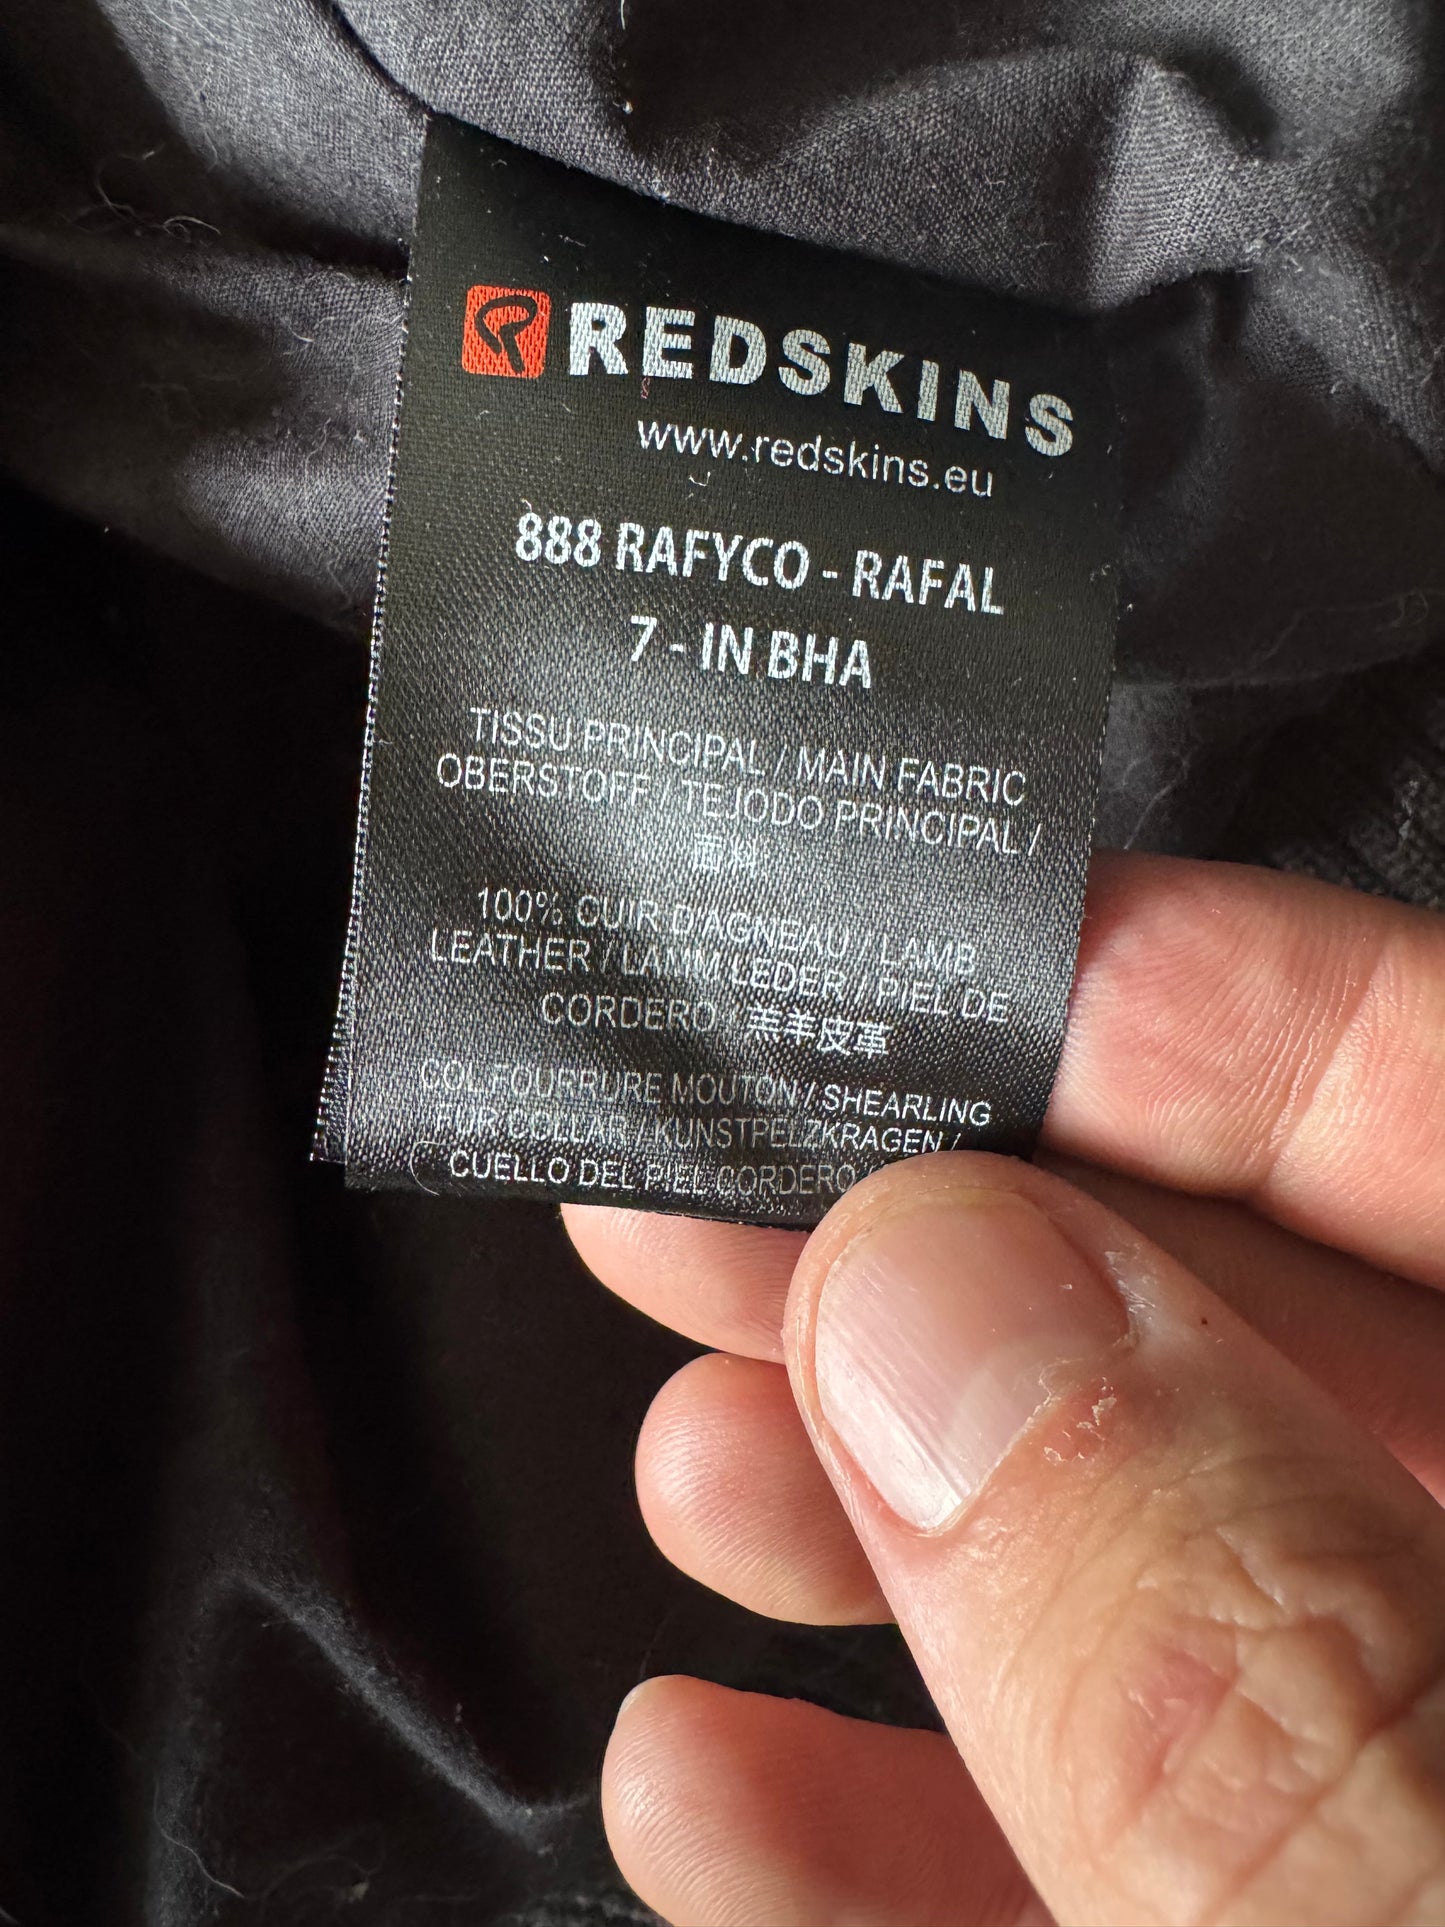 REDSKINS
www.redskins.eu
888 RAFYCO - RAFAL
7 - IN BHA
TISSU PRINCIPAL / MAIN FABRIC
OBERSTOFF / TEJODO PRINCIPAL /
面料
100% CUIR D'AGNEAU / LAMB
LEATHER / LAMM LEDER / PIEL DE
CORDERO / 羔羊皮革
COL FOURRURE MOUTON / SHEARLING
FUR COLLAR / KUNSTPELZKRAGEN /
CUELLO DEL PIEL CORDERO /